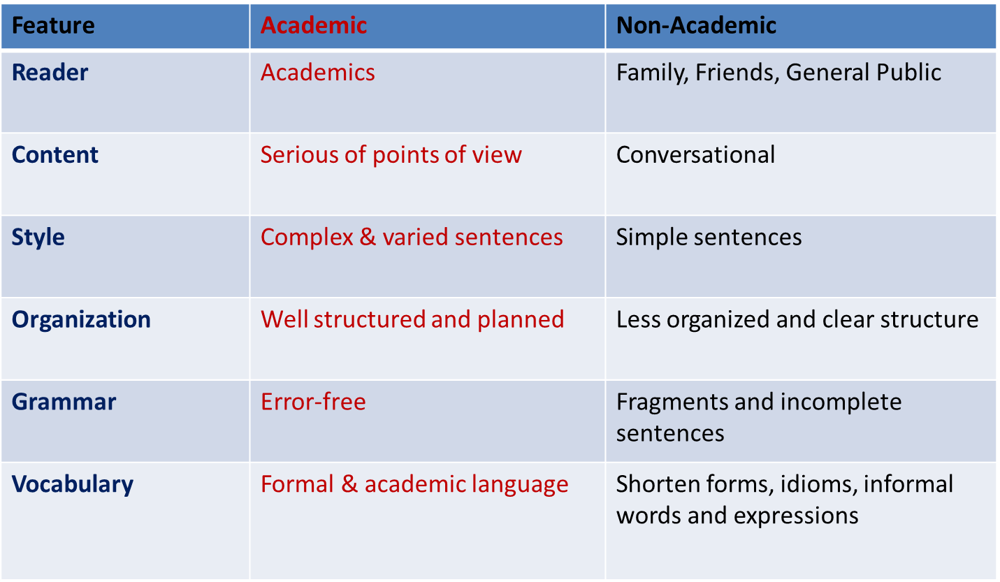 Feature Academic Non-Academic
Reader Academics Family, Friends, General Public
Content Serious of points of view Conversational
Style Complex & varied sentences Simple sentences
Organization Well structured and planned Less organized and clear structure
Grammar Error-free Fragments and incomplete
sentences
Vocabulary Formal & academic language Shorten forms, idioms, informal
words and expressions